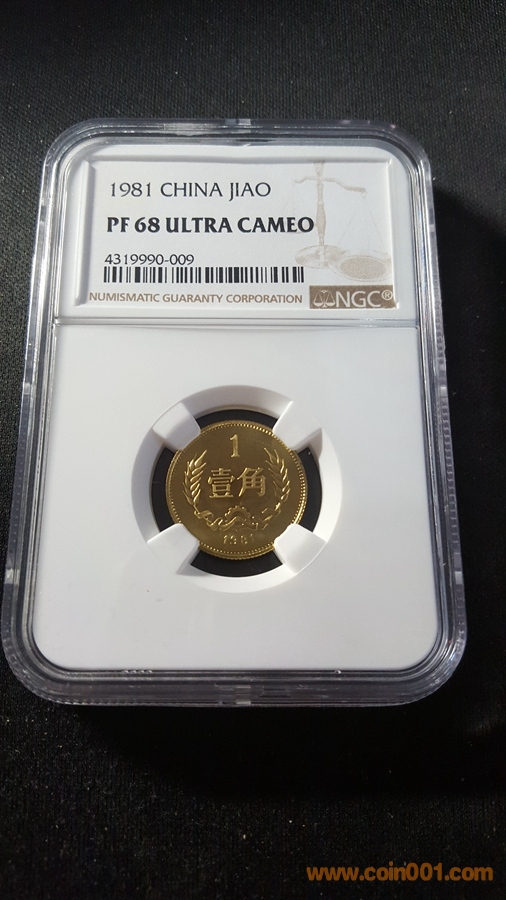 1981 CHINA JIAO
PF 68 ULTRA CAMEO
4319990-009
NUMISMATIC GUARANTY CORPORATION
NGC®
1
壹角
1981
www.coin001.com